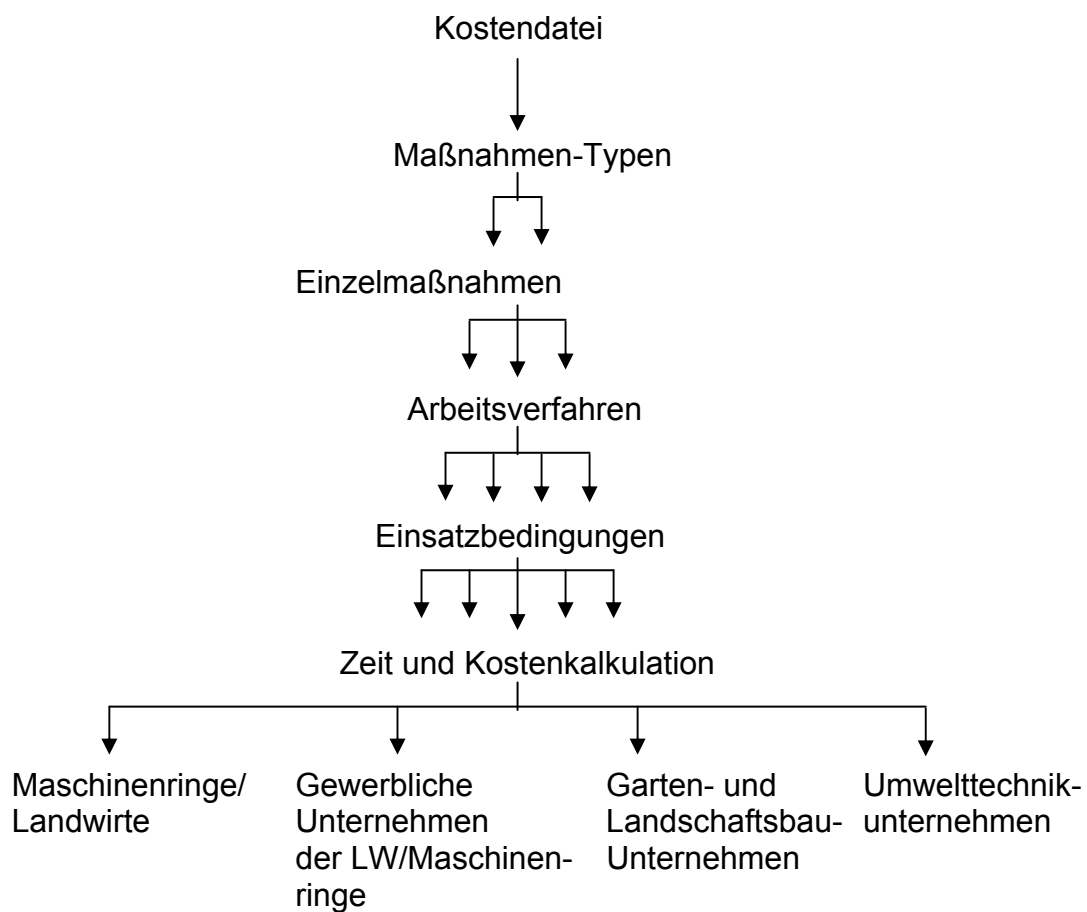 Kostendatei
Maßnahmen-Typen
Einzelmaßnahmen
Arbeitsverfahren
Einsatzbedingungen
Zeit und Kostenkalkulation
Maschinenringe/
Landwirte
Gewerbliche
Unternehmen
der LW/Maschinen-
ringe
Garten- und
Landschaftsbau-
Unternehmen
Umwelttechnik-
unternehmen